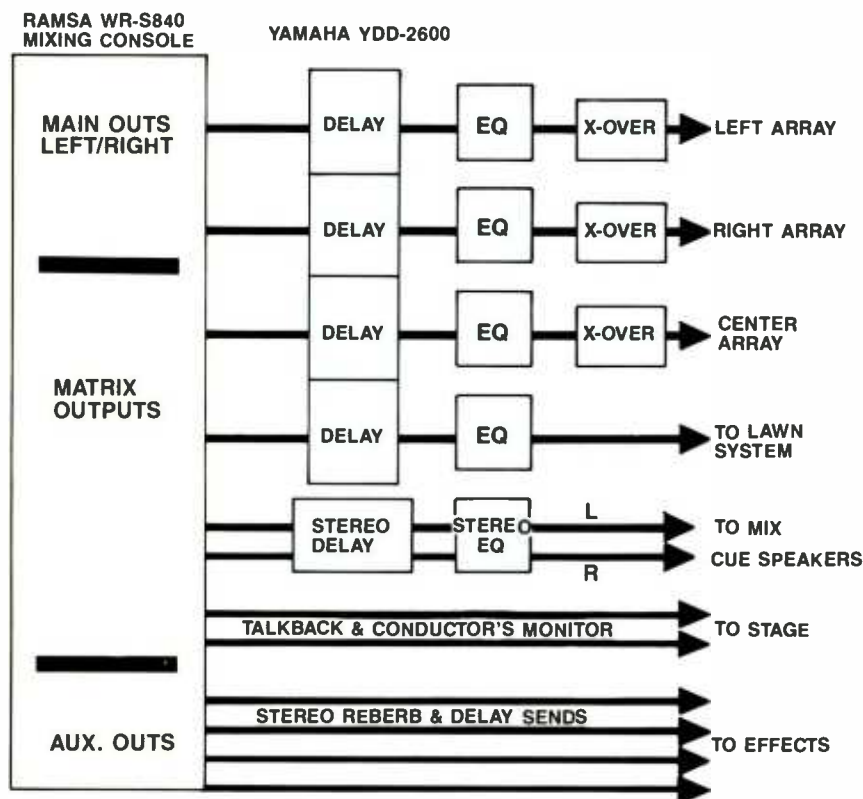 RAMSA WR-S840
MIXING CONSOLE
YAMAHA YDD-2600
MAIN OUTS
LEFT/RIGHT
DELAY
EQ
X-OVER
LEFT ARRAY
DELAY
EQ
X-OVER
RIGHT ARRAY
DELAY
EQ
X-OVER
CENTER
ARRAY
MATRIX
OUTPUTS
DELAY
EQ
TO LAWN
SYSTEM
STEREO
DELAY
STEREO
EQ
L
R
TO MIX
CUE SPEAKERS
TALKBACK & CONDUCTOR'S MONITOR
TO STAGE
AUX. OUTS
STEREO REBERB & DELAY SENDS
TO EFFECTS